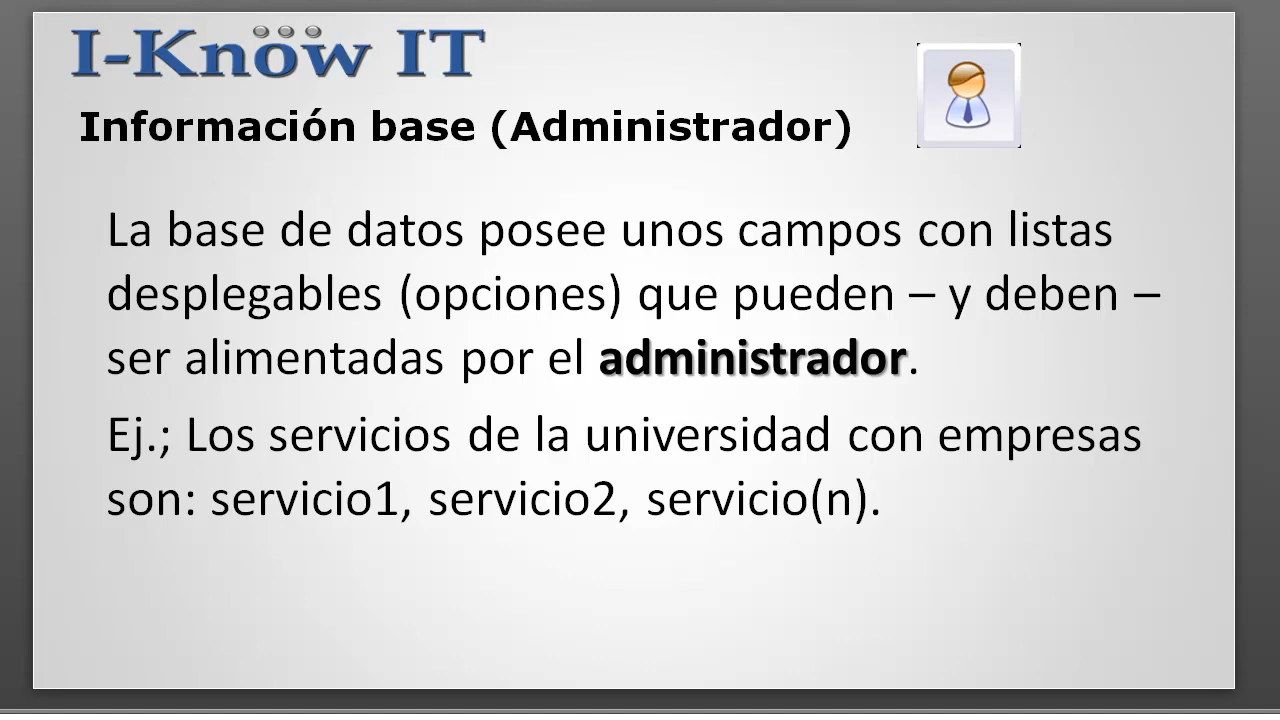 I-Know IT
Información base (Administrador)
La base de datos posee unos campos con listas
desplegables (opciones) que pueden – y deben –
ser alimentadas por el administrador.
Ej.; Los servicios de la universidad con empresas
son: servicio1, servicio2, servicio(n).